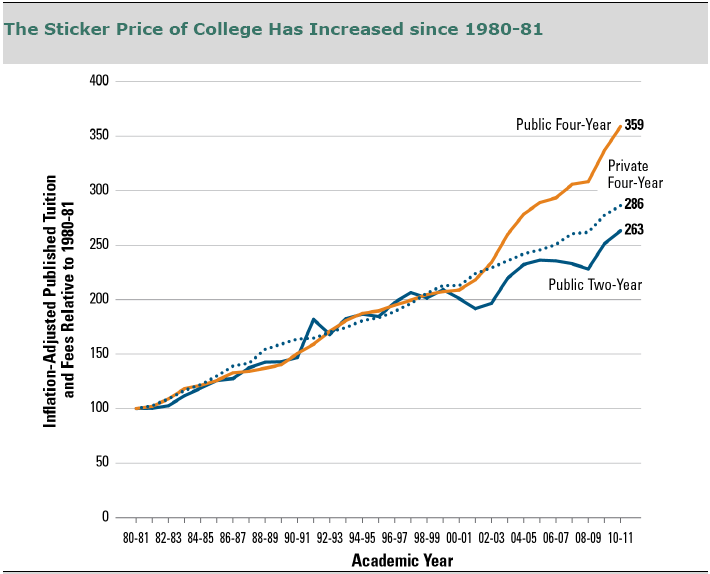 The Sticker Price of College Has Increased since 1980-81
400
350
300
250
200
150
100
50
0
Inflation-Adjusted Published Tuition
and Fees Relative to 1980-81
Public Four-Year 359
Private
Four-Year
286
263
Public Two-Year
80-81 82-83 84-85 86-87 88-89 90-91 92-93 94-95 96-97 98-99 00-01 02-03 04-05 06-07 08-09 10-11
Academic Year